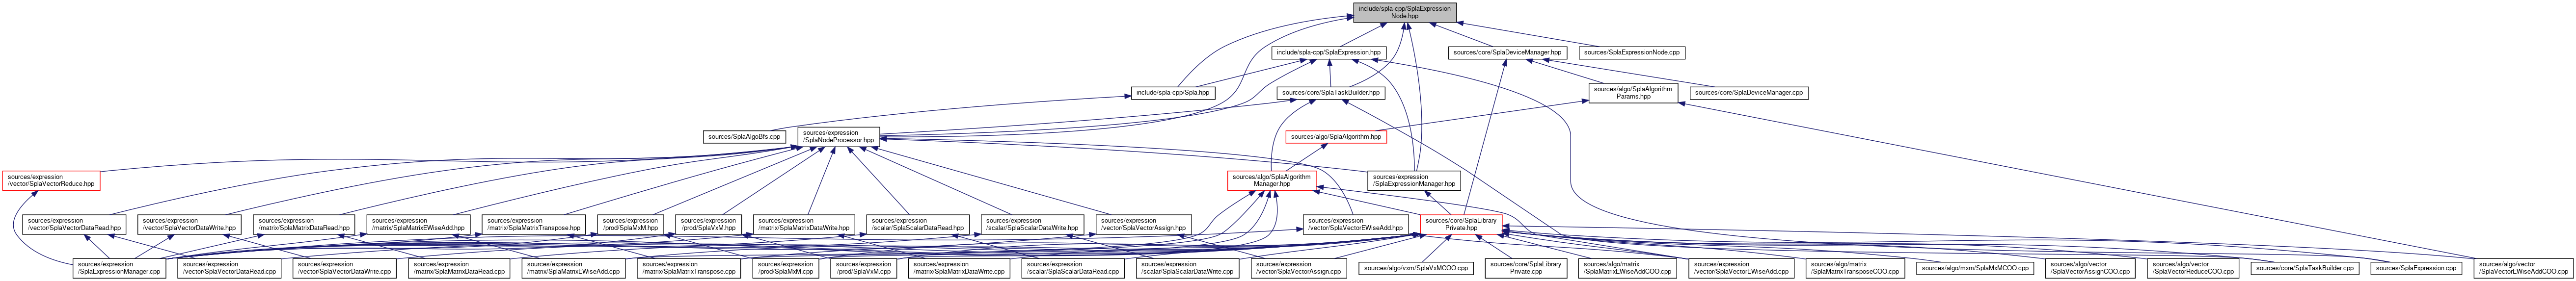 include/spla-cpp/SplaExpression
Node.hpp
include/spla-cpp/SplaExpression.hpp
sources/core/SplaDeviceManager.hpp
sources/SplaExpressionNode.cpp
include/spla-cpp/Spla.hpp
sources/core/SplaTaskBuilder.hpp
sources/algo/SplaAlgorithm
Params.hpp
sources/core/SplaDeviceManager.cpp
sources/SplaAlgoBfs.cpp
sources/expression
/SplaNodeProcessor.hpp
sources/algo/SplaAlgorithm.hpp
sources/expression
/vector/SplaVectorReduce.hpp
sources/algo/SplaAlgorithm
Manager.hpp
sources/expression
/SplaExpressionManager.hpp
sources/expression
/vector/SplaVectorDataRead.hpp
sources/expression
/vector/SplaVectorDataWrite.hpp
sources/expression
/matrix/SplaMatrixDataRead.hpp
sources/expression
/matrix/SplaMatrixEWiseAdd.hpp
sources/expression
/matrix/SplaMatrixTranspose.hpp
sources/expression
/prod/SplaMxM.hpp
sources/expression
/prod/SplaVxM.hpp
sources/expression
/matrix/SplaMatrixDataWrite.hpp
sources/expression
/scalar/SplaScalarDataRead.hpp
sources/expression
/scalar/SplaScalarDataWrite.hpp
sources/expression
/vector/SplaVectorAssign.hpp
sources/expression
/vector/SplaVectorEWiseAdd.hpp
sources/core/SplaLibrary
Private.hpp
sources/expression
/SplaExpressionManager.cpp
sources/expression
/vector/SplaVectorDataRead.cpp
sources/expression
/vector/SplaVectorDataWrite.cpp
sources/expression
/matrix/SplaMatrixDataRead.cpp
sources/expression
/matrix/SplaMatrixEWiseAdd.cpp
sources/expression
/matrix/SplaMatrixTranspose.cpp
sources/expression
/prod/SplaMxM.cpp
sources/expression
/prod/SplaVxM.cpp
sources/expression
/matrix/SplaMatrixDataWrite.cpp
sources/expression
/scalar/SplaScalarDataRead.cpp
sources/expression
/scalar/SplaScalarDataWrite.cpp
sources/expression
/vector/SplaVectorAssign.cpp
sources/algo/vxm/SplaVxMCOO.cpp
sources/core/SplaLibrary
Private.cpp
sources/algo/matrix
/SplaMatrixEWiseAddCOO.cpp
sources/expression
/vector/SplaVectorEWiseAdd.cpp
sources/algo/matrix
/SplaMatrixTransposeCOO.cpp
sources/algo/mxm/SplaMxMCOO.cpp
sources/algo/vector
/SplaVectorAssignCOO.cpp
sources/algo/vector
/SplaVectorReduceCOO.cpp
sources/core/SplaTaskBuilder.cpp
sources/SplaExpression.cpp
sources/algo/vector
/SplaVectorEWiseAddCOO.cpp